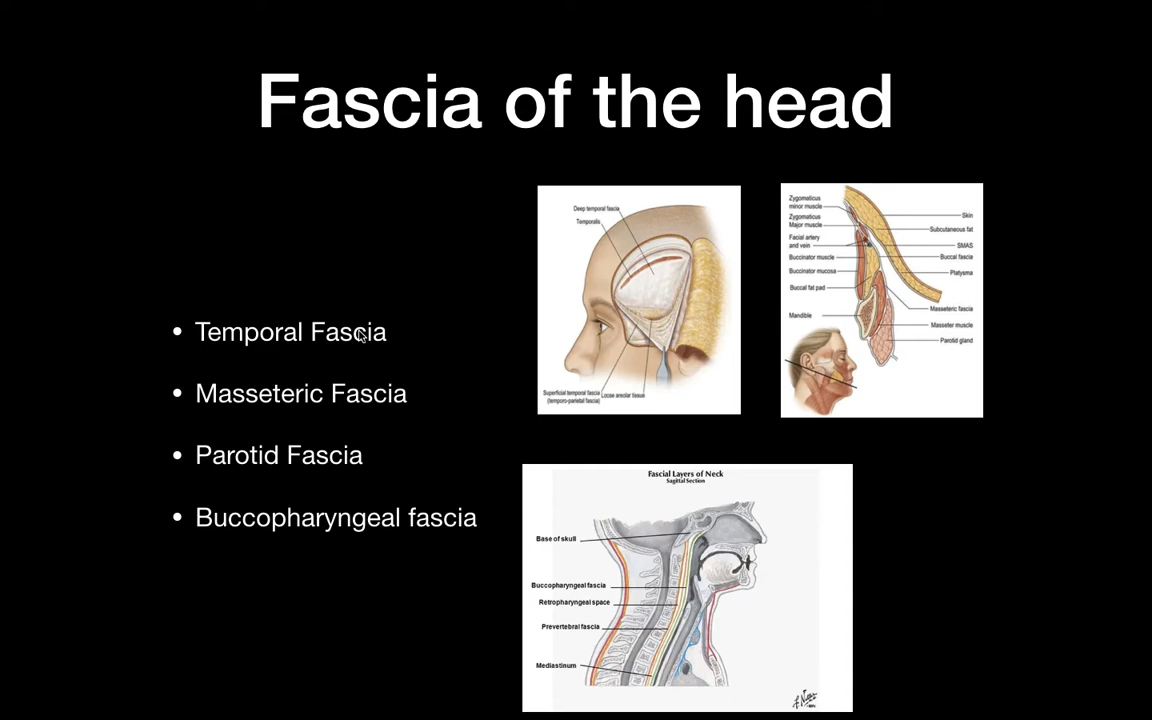 Fascia of the head
• Temporal Fascia
• Masseteric Fascia
• Parotid Fascia
• Buccopharyngeal fascia
Deep temporal fascia
Temporalis
Superficial temporal fascia
(temporo-parietal fascia)
Loose areolar tissue
Zygomaticus
minor muscle
Zygomaticus
Major muscle
Facial artery
and vein
Buccinator muscle
Buccinator mucosa
Buccal fat pad
Mandible
Skin
Subcutaneous fat
SMAS
Buccal fascia
Platysma
Masseteric fascia
Masseter muscle
Parotid gland
Fascial Layers of Neck
Sagittal Section
Base of skull
Buccopharyngeal fascia
Retropharyngeal space
Prevertebral fascia
Mediastinum